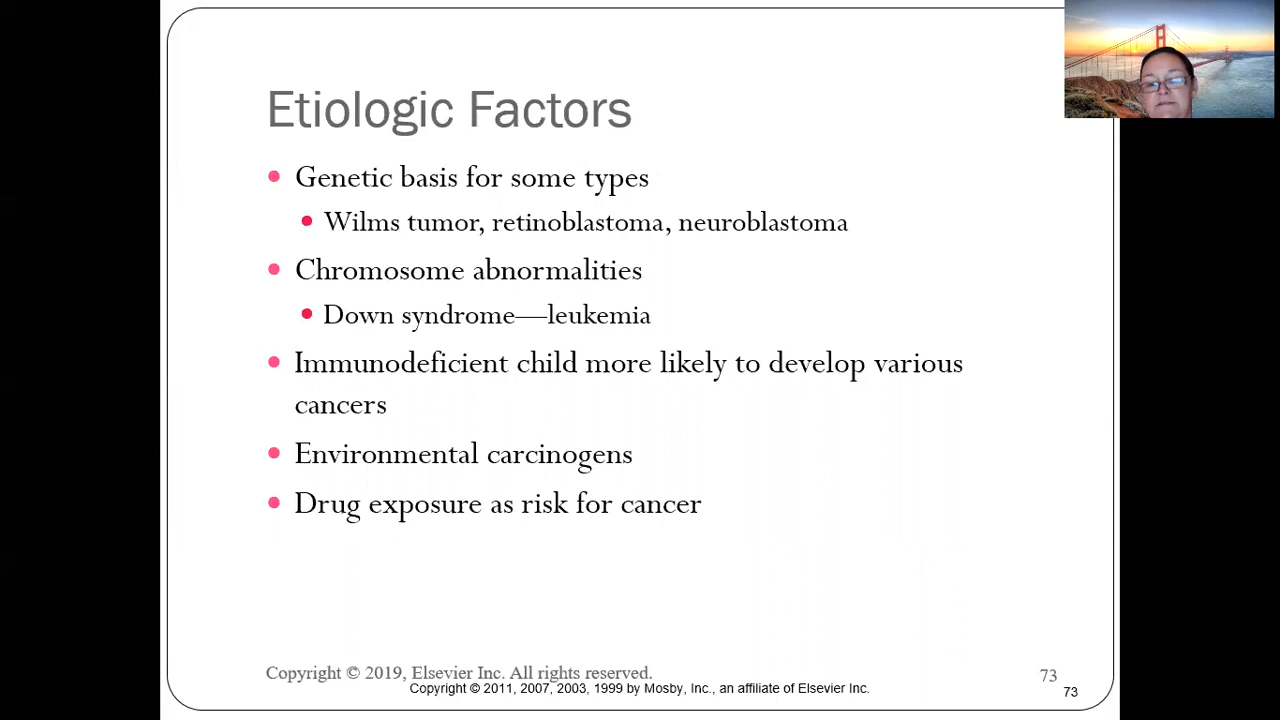 Etiologic Factors
Genetic basis for some types
Wilms tumor, retinoblastoma, neuroblastoma
Chromosome abnormalities
Down syndrome—leukemia
Immunodeficient child more likely to develop various
cancers
Environmental carcinogens
Drug exposure as risk for cancer
Copyright © 2019, Elsevier Inc. All rights reserved.
73
Copyright © 2011, 2007, 2003, 1999 by Mosby, Inc., an affiliate of Elsevier Inc.
73